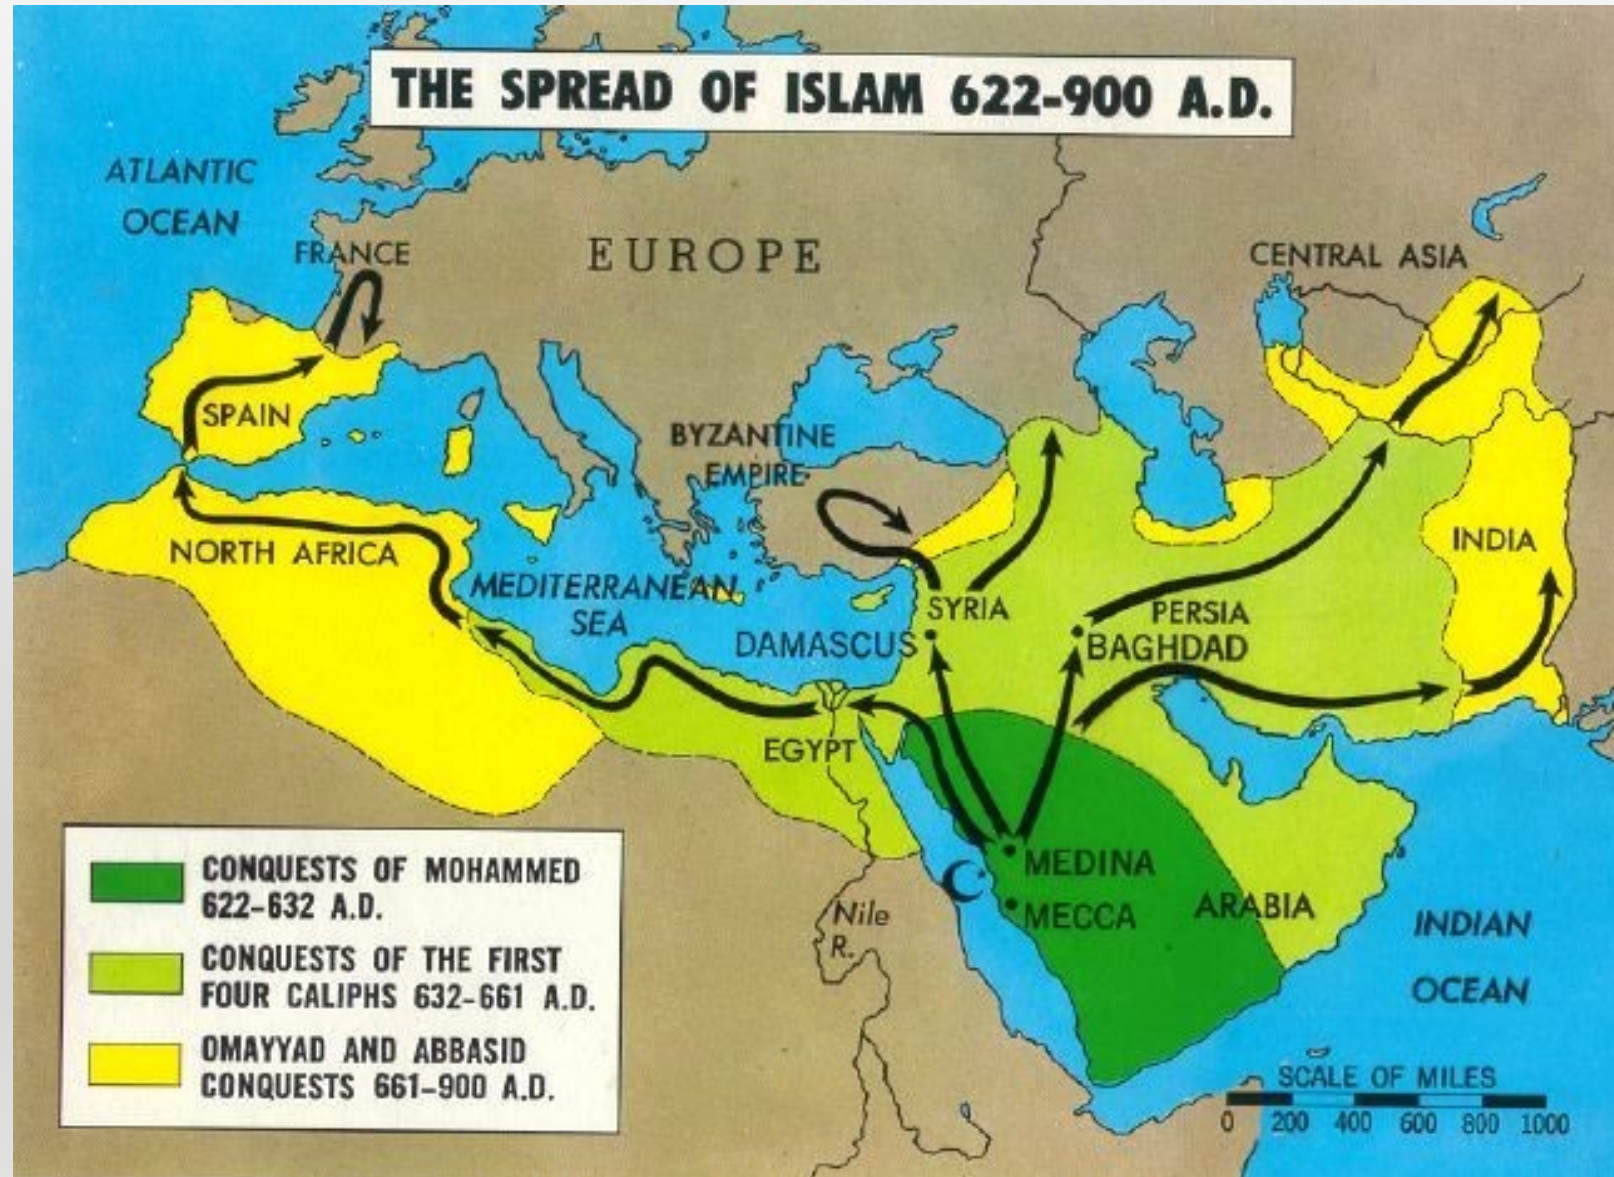 THE SPREAD OF ISLAM 622-900 A.D.
ATLANTIC
OCEAN
FRANCE
EUROPE
CENTRAL ASIA
SPAIN
BYZANTINE
EMPIRE
NORTH AFRICA
INDIA
MEDITERRANEAN
SEA
SYRIA
PERSIA
DAMASCUS
BAGHDAD
EGYPT
MEDINA
MECCA
ARABIA
Nile
R.
INDIAN
OCEAN
CONQUESTS OF MOHAMMED
622-632 A.D.
CONQUESTS OF THE FIRST
FOUR CALIPHS 632-661 A.D.
OMAYYAD AND ABBASID
CONQUESTS 661-900 A.D.
SCALE OF MILES
0 200 400 600 800 1000